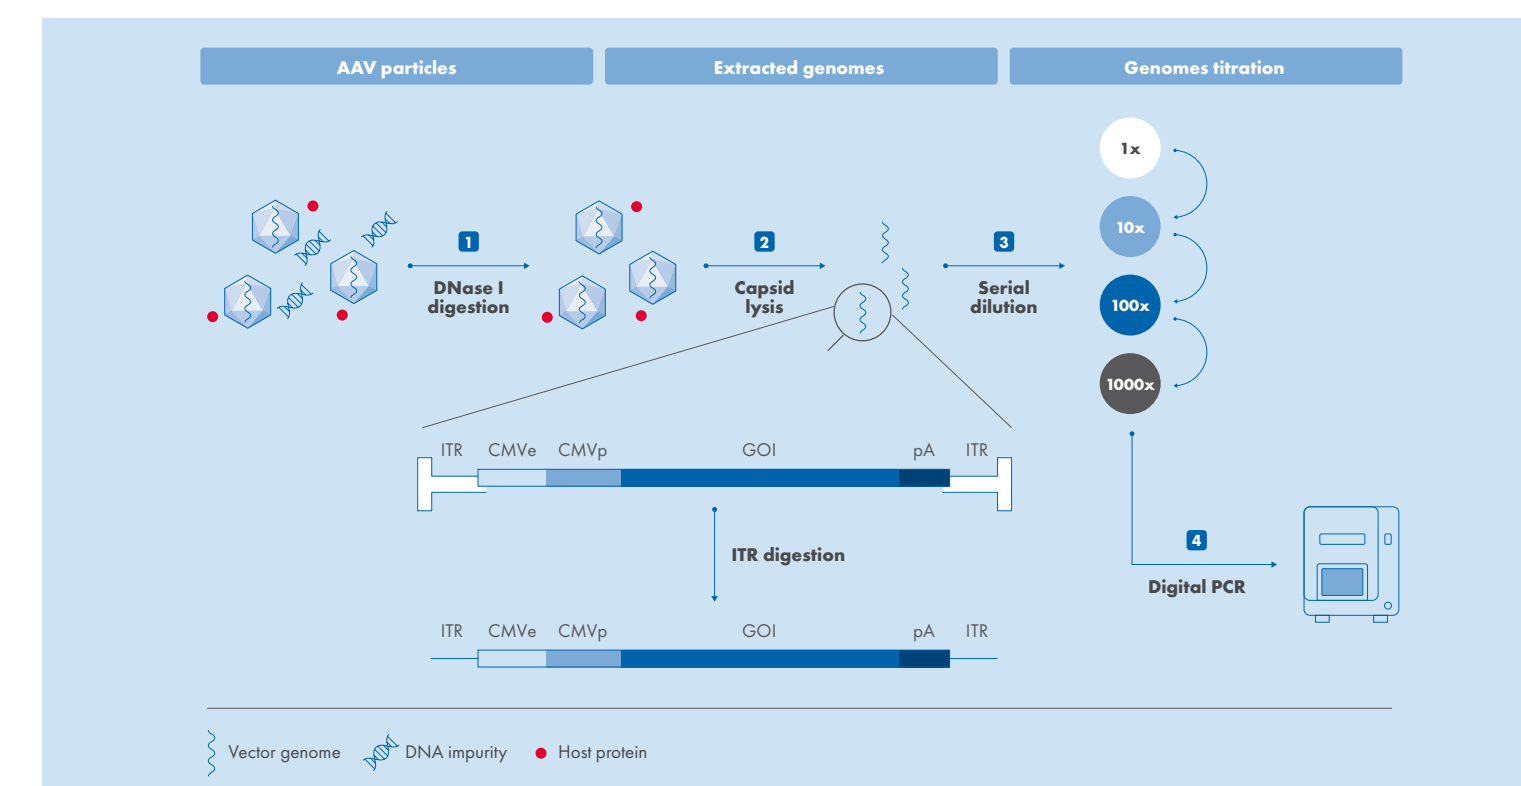 AAV particles
Extracted genomes
Genomes titration
1x
10x
100x
1000x
1
DNase I
digestion
2
Capsid
lysis
3
Serial
dilution
ITR CMVe CMVp GOI pA ITR
ITR digestion
4
Digital PCR
ITR CMVe CMVp GOI pA ITR
Vector genome
DNA impurity
Host protein